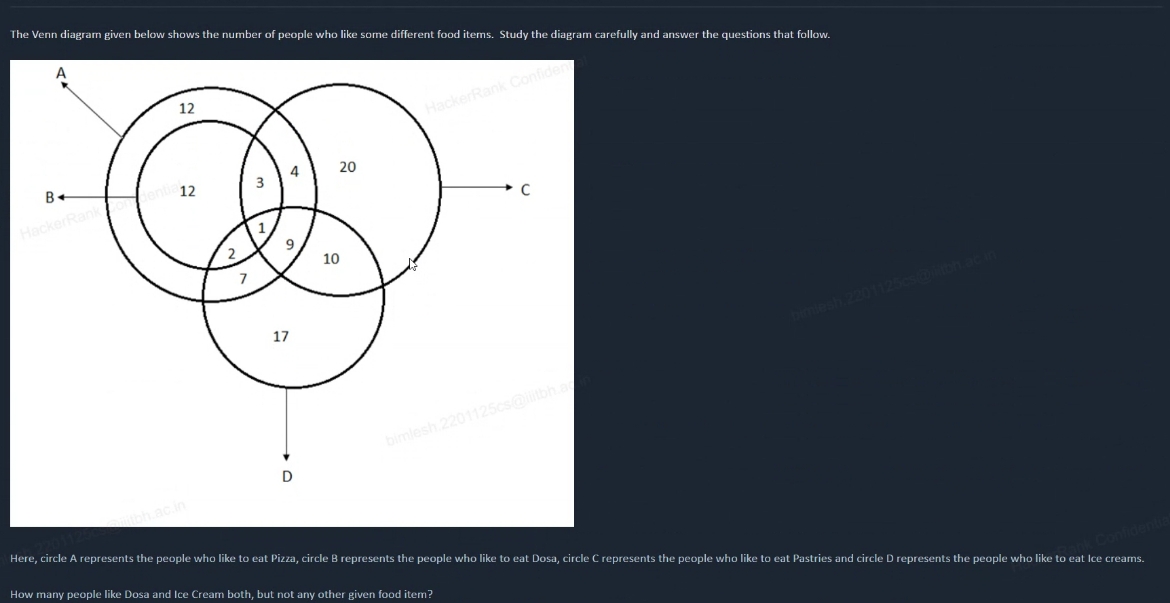 The Venn diagram given below shows the number of people who like some different food items. Study the diagram carefully and answer the questions that follow.
A
HackerRank Confidential
12
4
20
3
B
12
C
HackerRank Confidential
1
2
9
10
7
17
bimlesh.2201125cs@iiitbh.ac.in
bimlesh.2201125cs@iiitbh.ac.in
D
Here, circle A represents the people who like to eat Pizza, circle B represents the people who like to eat Dosa, circle C represents the people who like to eat Pastries and circle D represents the people who like to eat Ice creams.
How many people like Dosa and Ice Cream both, but not any other given food item?